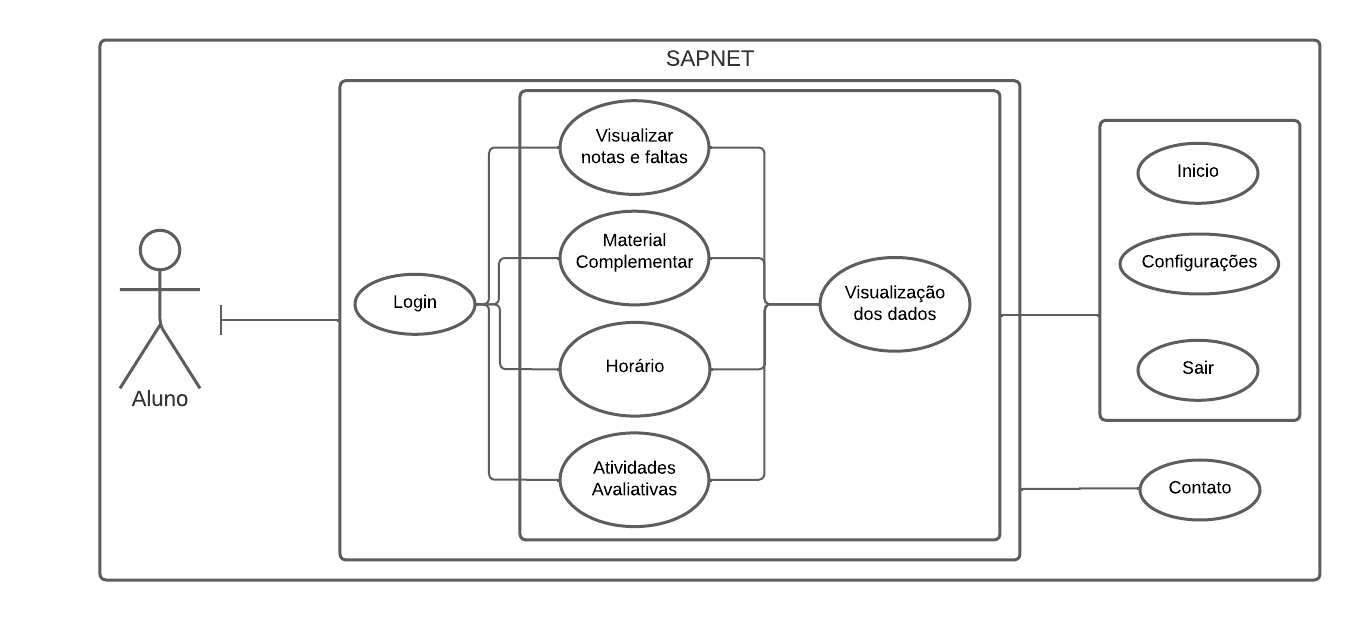 SAPNET
Visualizar
notas e faltas
Material
Complementar
Login
Horário
Atividades
Avaliativas
Visualização
dos dados
Inicio
Configurações
Sair
Contato
Aluno